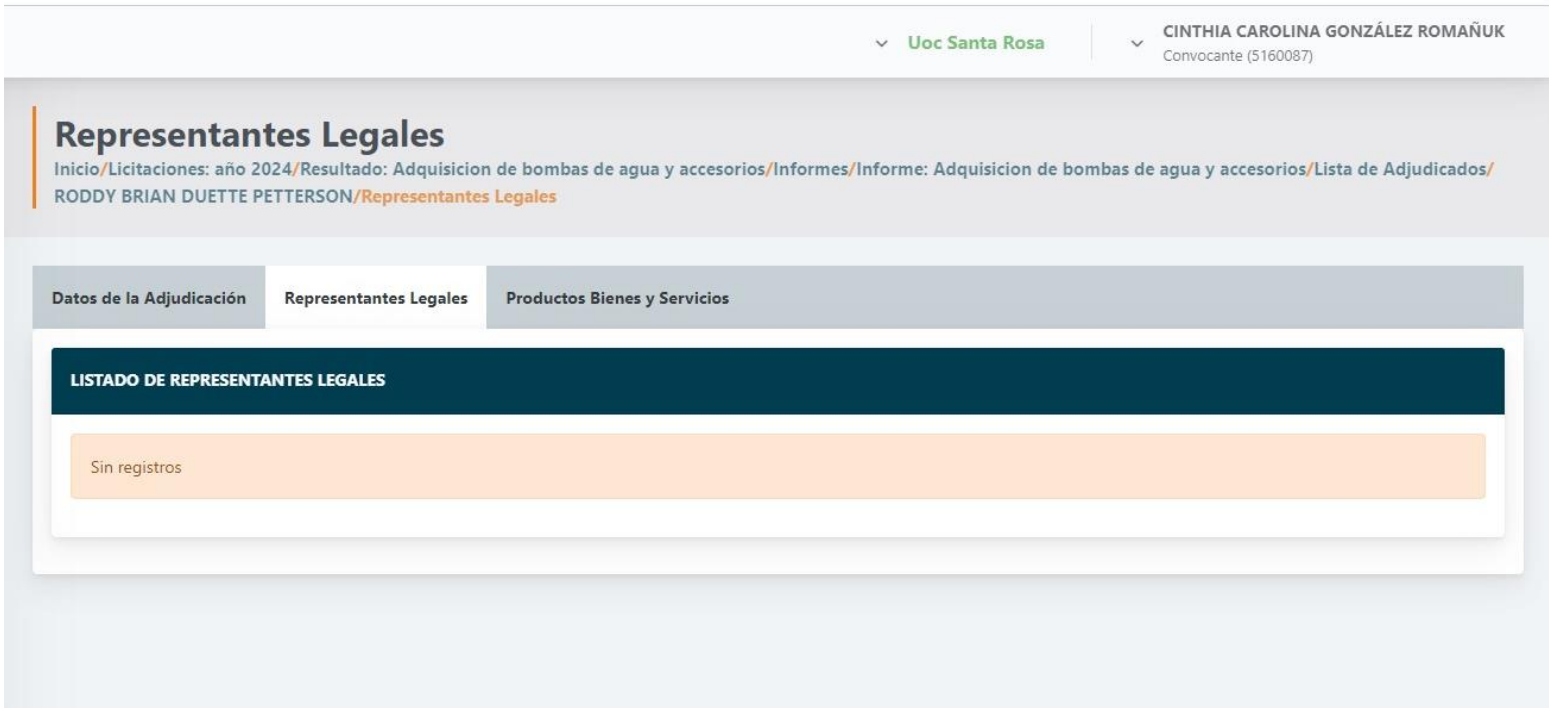 Uoc Santa Rosa
CINTHIA CAROLINA GONZÁLEZ ROMAÑUK
Convocante (5160087)
Representantes Legales
Inicio/Licitaciones: año 2024/Resultado: Adquisicion de bombas de agua y accesorios/Informes/Informe: Adquisicion de bombas de agua y accesorios/Lista de Adjudicados/
RODDY BRIAN DUETTE PETTERSON/Representantes Legales
Datos de la Adjudicación Representantes Legales Productos Bienes y Servicios
LISTADO DE REPRESENTANTES LEGALES
Sin registros